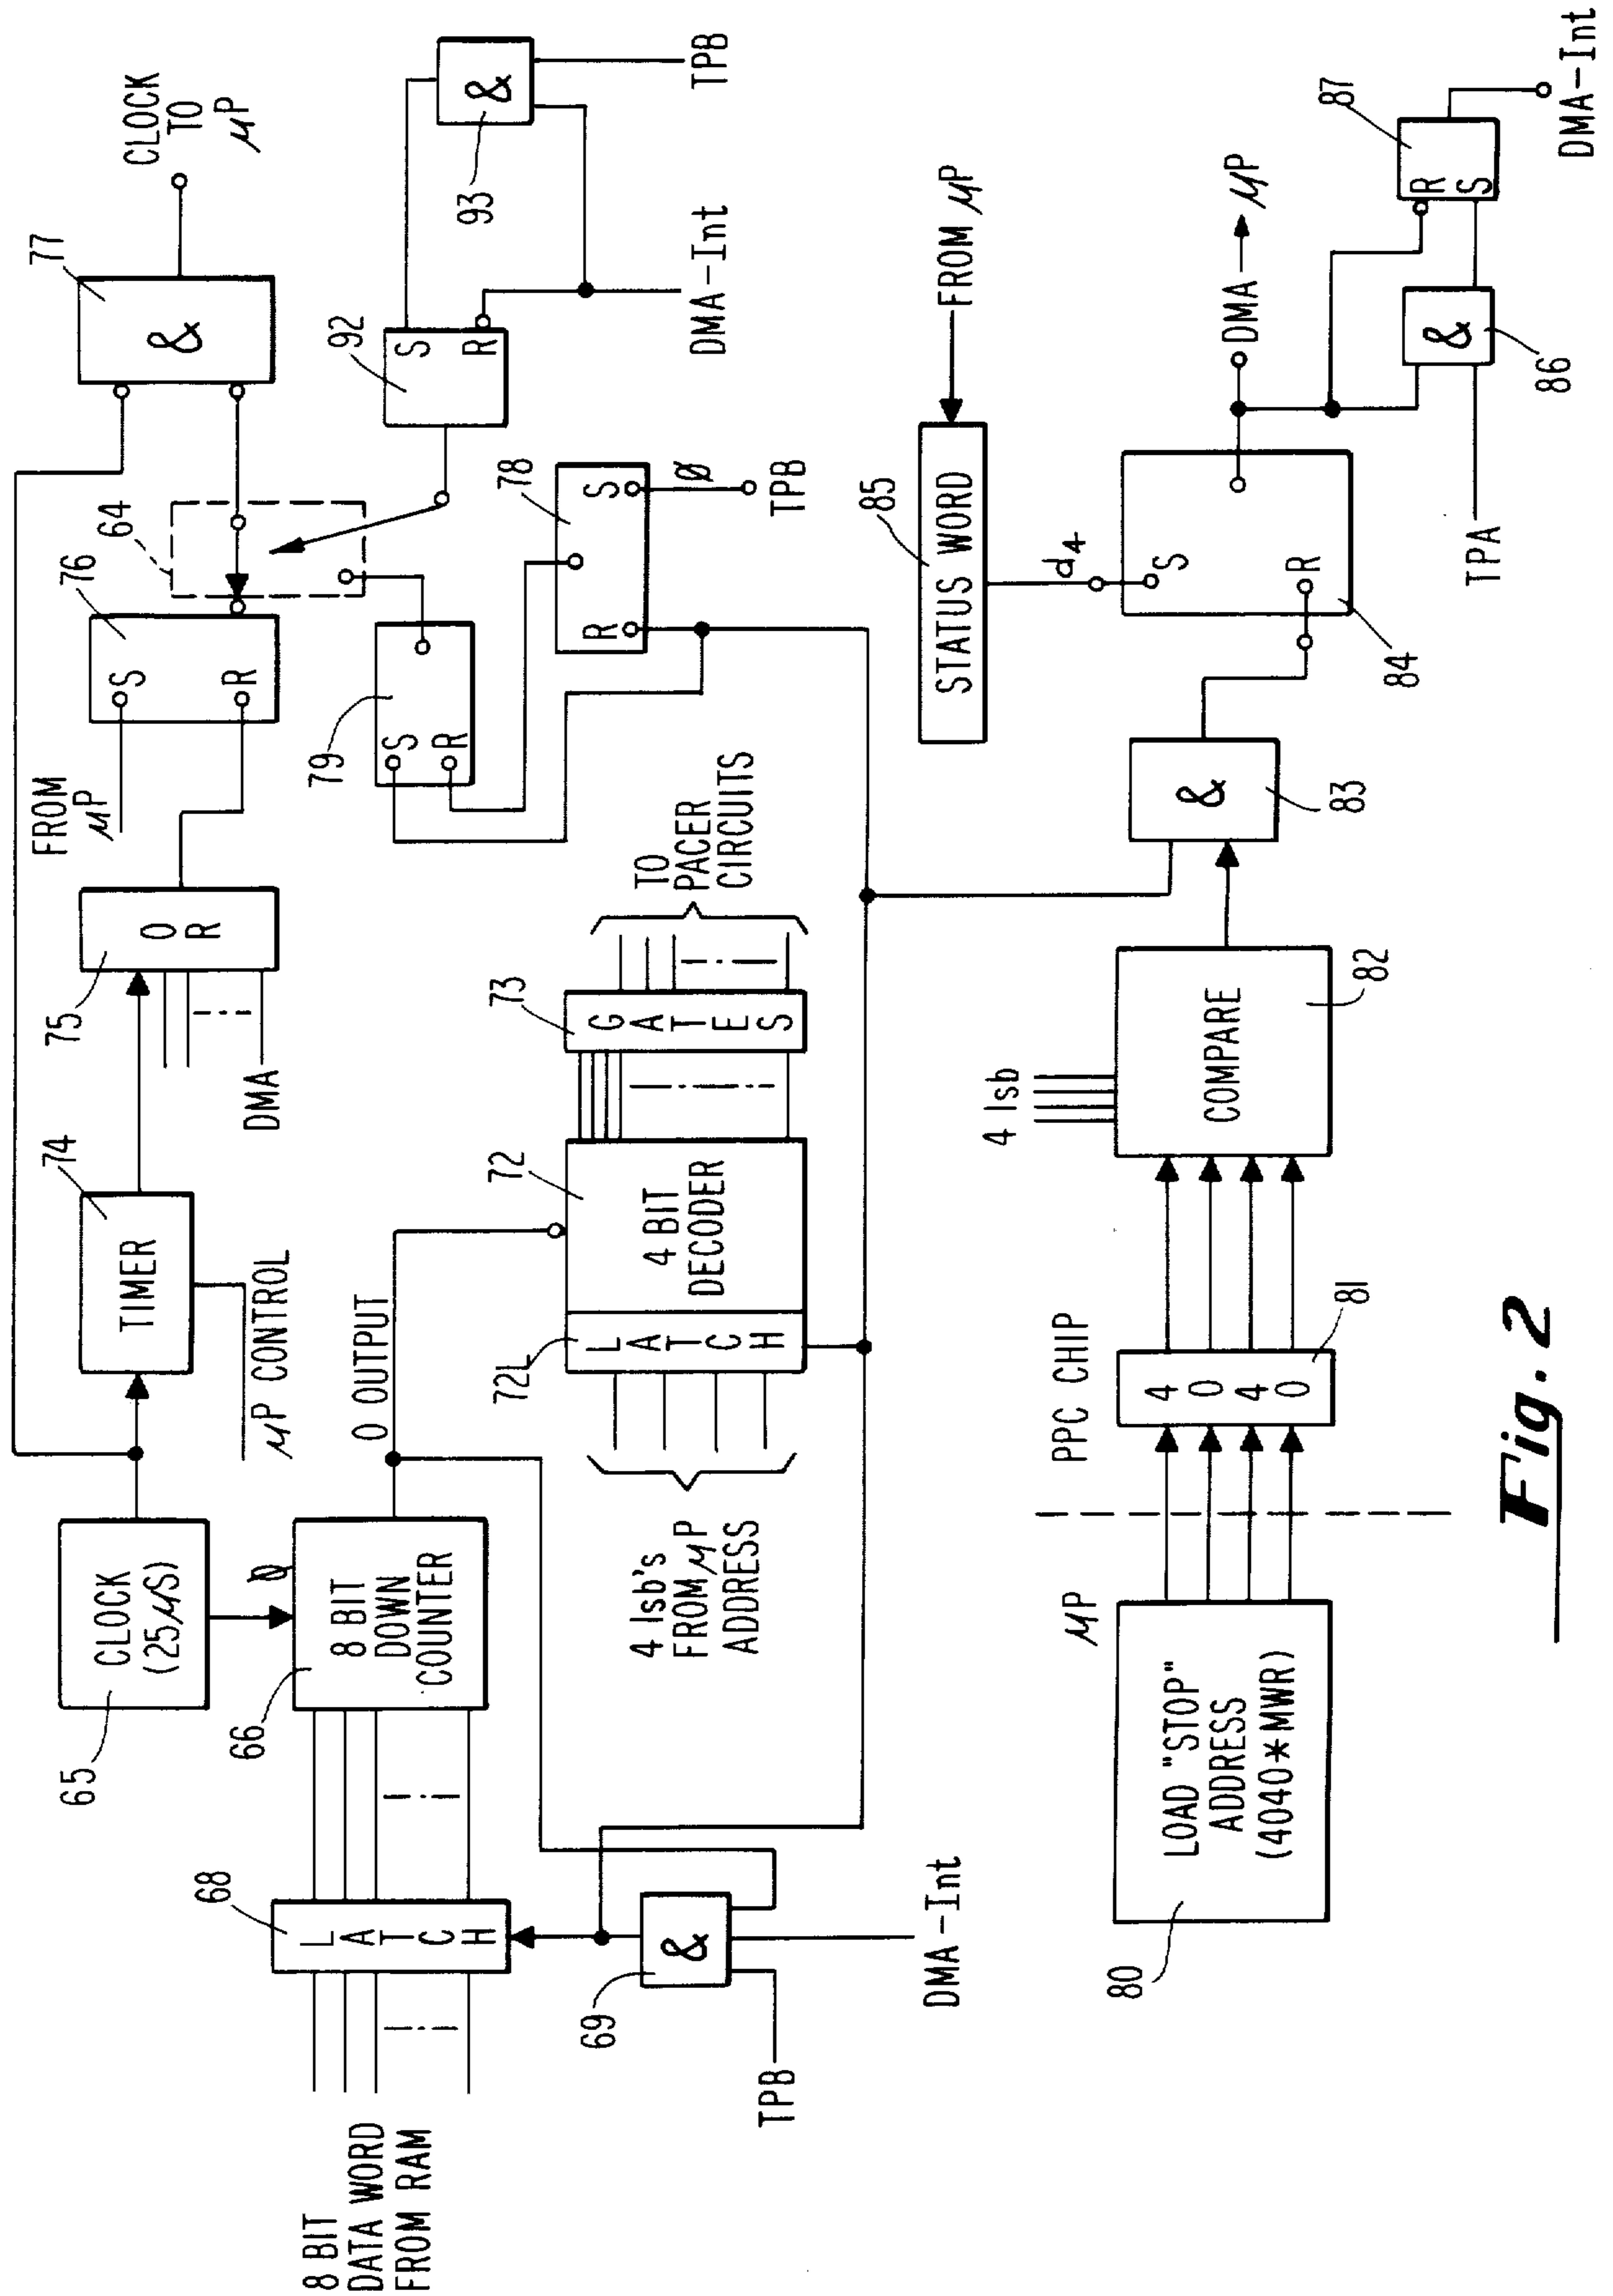 CLOCK
TO
μP
77
&
64
76
S
R
FROM
μP
75
OR
DMA
74
TIMER
μP CONTROL
CLOCK
(25μS)
65
93
&
TPB
92
S
R
DMA-Int
78
S
R
Ø
TPB
79
S
R
TO
PACER
CIRCUITS
73
GATES
72
4 BIT
DECODER
72L
LATCH
4 lsb's
FROM μP
ADDRESS
0 OUTPUT
Q
8 BIT
DOWN
COUNTER
66
68
LATCH
8 BIT
DATA WORD
FROM RAM
69
&
TPB
DMA-Int
FROM μP
85
STATUS WORD
d4
S
R
84
DMA
μP
87
R
S
DMA-Int
&
86
TPA
&
83
4 lsb
COMPARE
82
PPC CHIP
4040
81
μP
LOAD "STOP"
ADDRESS
(4040*MWR)
80
Fig. 2